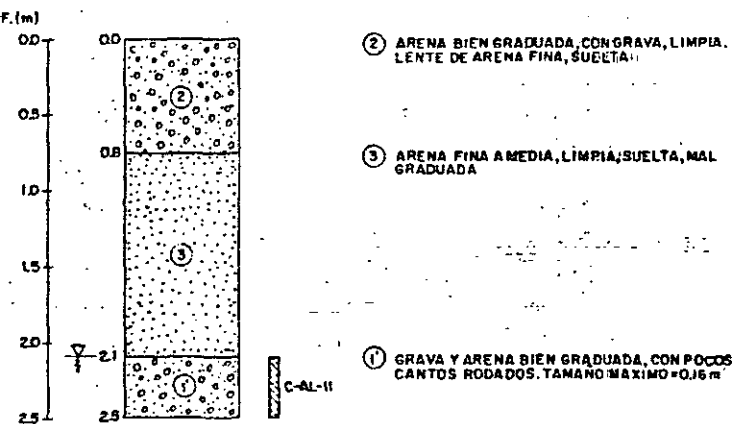 F.(m)
0.0
0.5
1.0
1.5
2.0
2.5
0.0
0.8
2.1
2.5
2
3
1'
C-AL-11
2 ARENA BIEN GRADUADA, CON GRAVA, LIMPIA.
LENTE DE ARENA FINA, SUELTA
3 ARENA FINA A MEDIA, LIMPIA, SUELTA, MAL
GRADUADA
1' GRAVA Y ARENA BIEN GRADUADA, CON POCOS
CANTOS RODADOS. TAMANO MAXIMO=0.16m